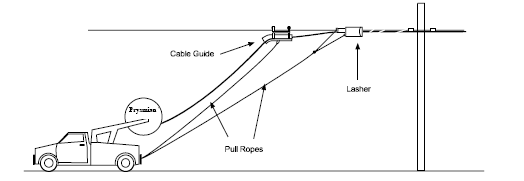 Cable Guide
Lasher
Prysmian
Pull Ropes